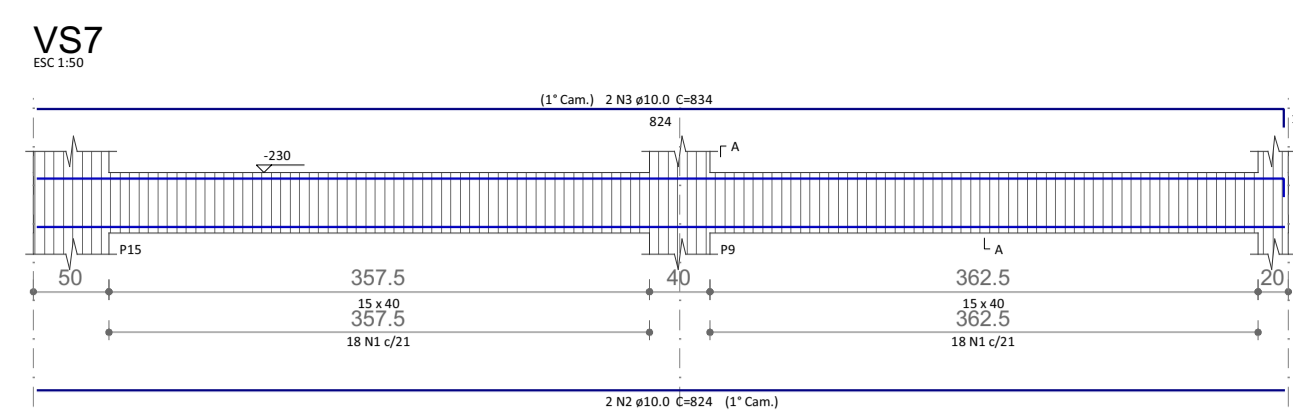 VS7
ESC 1:50
(1° Cam.) 2 N3 ø10.0 C=834
824
A
-230
P15
P9
A
50
357.5
40
362.5
20
15 x 40
15 x 40
357.5
362.5
18 N1 c/21
18 N1 c/21
2 N2 ø10.0 C=824 (1° Cam.)